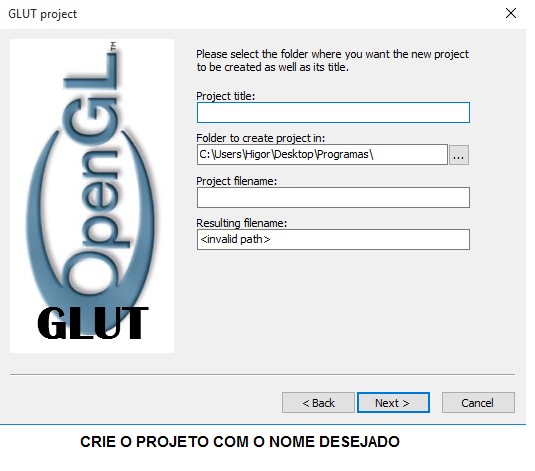 GLUT project
OpenGL
TM
GLUT
Please select the folder where you want the new project
to be created as well as its title.
Project title:
Folder to create project in:
C:\Users\Higor\Desktop\Programas\
...
Project filename:
Resulting filename:
<invalid path>
< Back
Next >
Cancel
CRIE O PROJETO COM O NOME DESEJADO